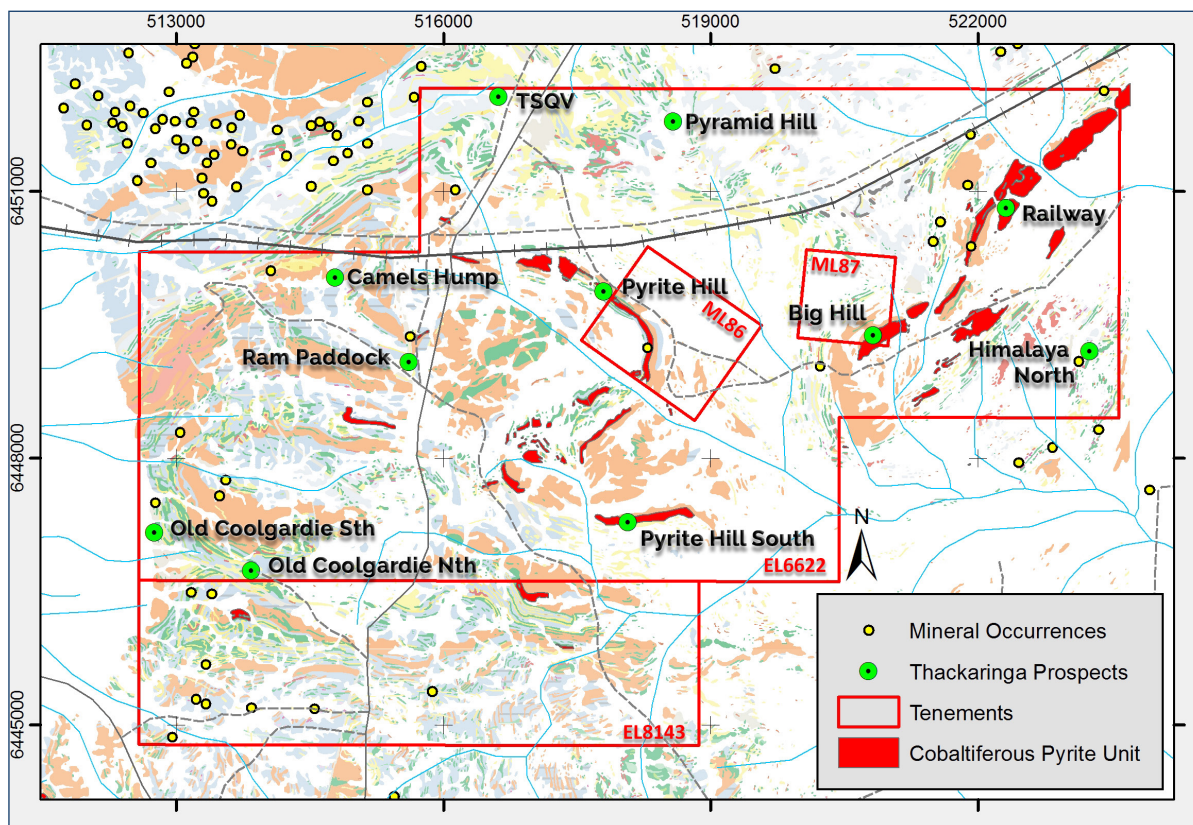 513000
516000
519000
522000
6451000
6448000
6445000
TSQV
Pyramid Hill
Railway
Camels Hump
Pyrite Hill
ML87
ML86
Big Hill
Ram Paddock
Himalaya
North
Old Coolgardie Sth
Pyrite Hill South
N
Old Coolgardie Nth
EL6622
EL8143
Mineral Occurrences
Thackaringa Prospects
Tenements
Cobaltiferous Pyrite Unit